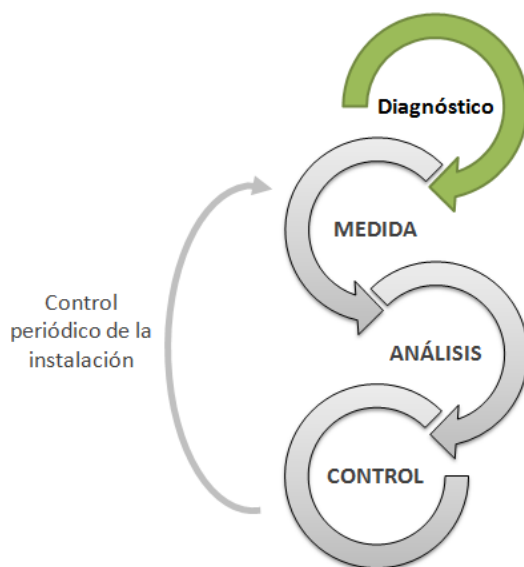 Diagnóstico
MEDIDA
Control
periódico de la
instalación
ANÁLISIS
CONTROL